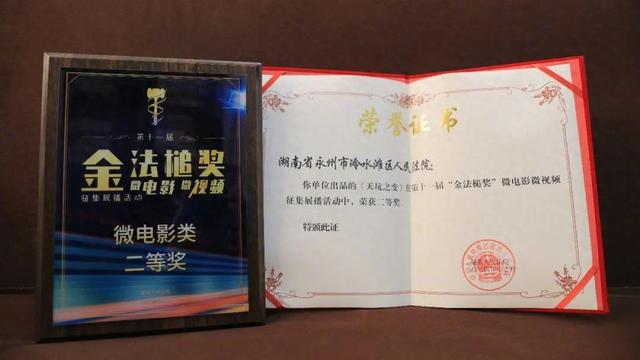 第十一届
金法槌奖
微电影 微视频
征集展播活动
微电影类
二等奖
荣誉证书
湖南省永州市冷水滩区人民法院：
你单位出品的《天坑之变》在第十一届“金法槌奖”微电影微视频
征集展播活动中，荣获二等奖。
特颁此证